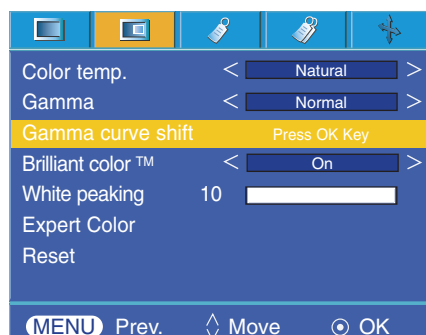 Color temp. < Natural >
Gamma < Normal >
Gamma curve shift Press OK Key
Brilliant color ™ < On >
White peaking 10
Expert Color
Reset
MENU Prev. Move OK